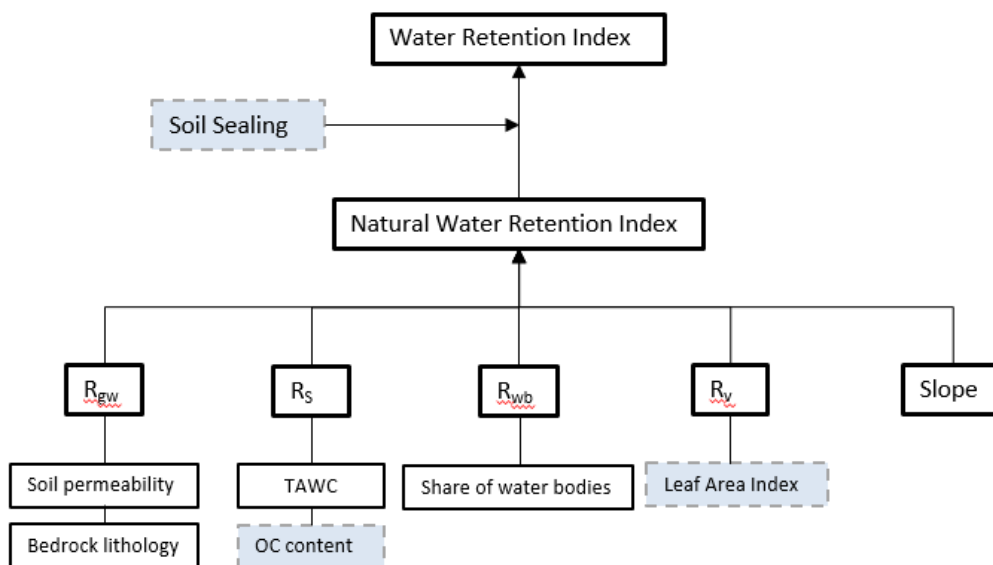 Water Retention Index
Soil Sealing
Natural Water Retention Index
Rgw
RS
Rwb
Rv
Slope
Soil permeability
TAWC
Share of water bodies
Leaf Area Index
Bedrock lithology
OC content